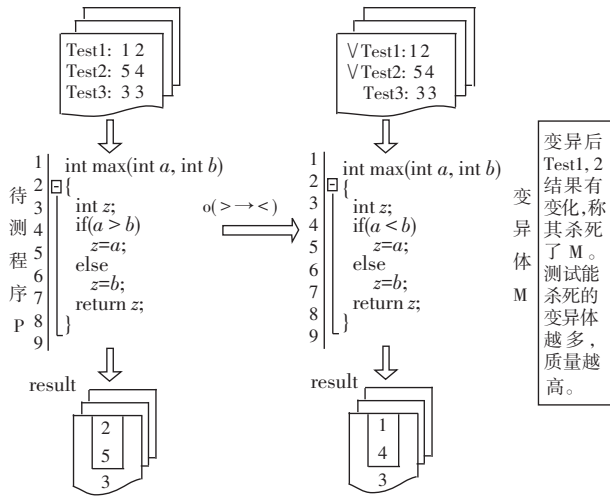 Test1: 1 2
Test2: 5 4
Test3: 3 3
√Test1: 1 2
√Test2: 5 4
Test3: 3 3
待测程序P
1 int max(int a, int b)
2 {
3 int z;
4 if(a > b)
5 z=a;
6 else
7 z=b;
8 return z;
9 }
o(>→<)
变异体M
1 int max(int a, int b)
2 {
3 int z;
4 if(a < b)
5 z=a;
6 else
7 z=b;
8 return z;
9 }
变异后
Test1, 2
结果有
变化,称
其杀死
了 M。
测试能
杀死的
变异体
越多,
质量越
高。
result
2
5
3
result
1
4
3